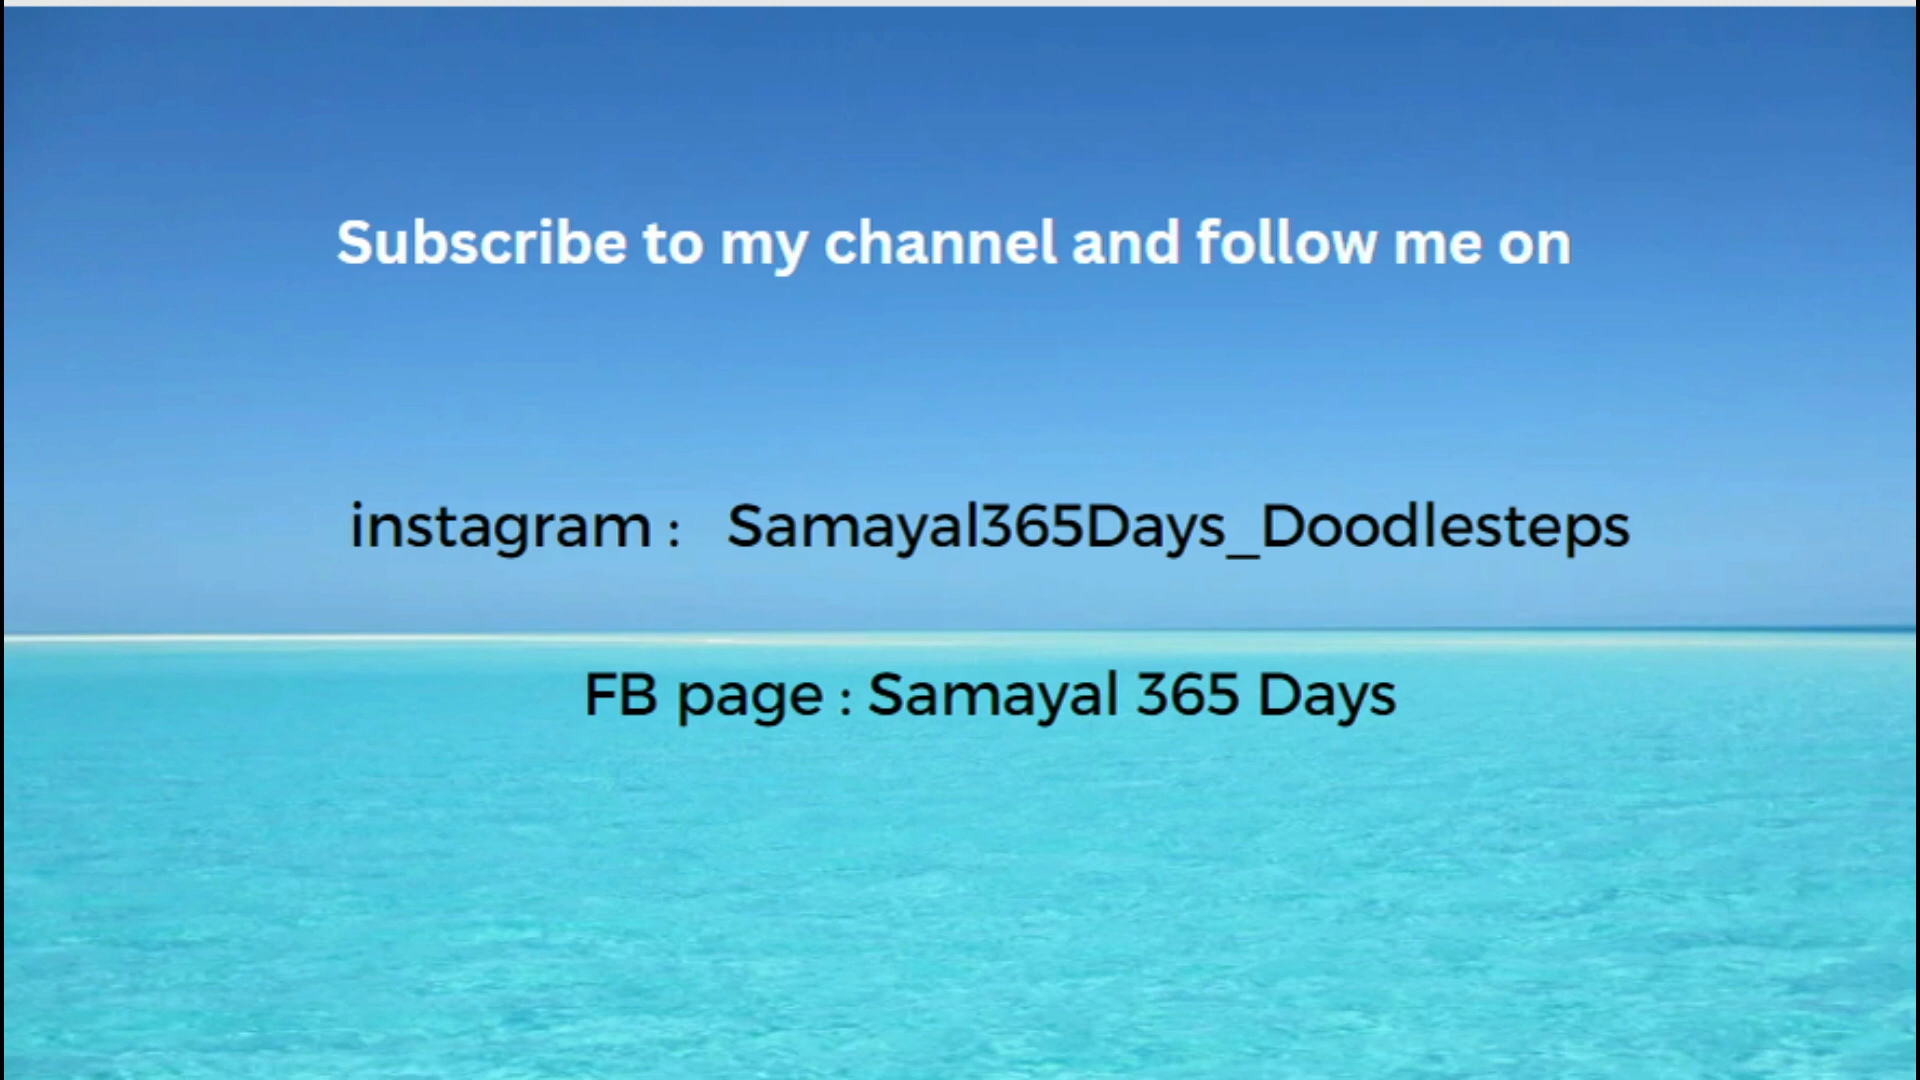 Subscribe to my channel and follow me on
instagram : Samayal365Days_Doodlesteps
FB page : Samayal 365 Days